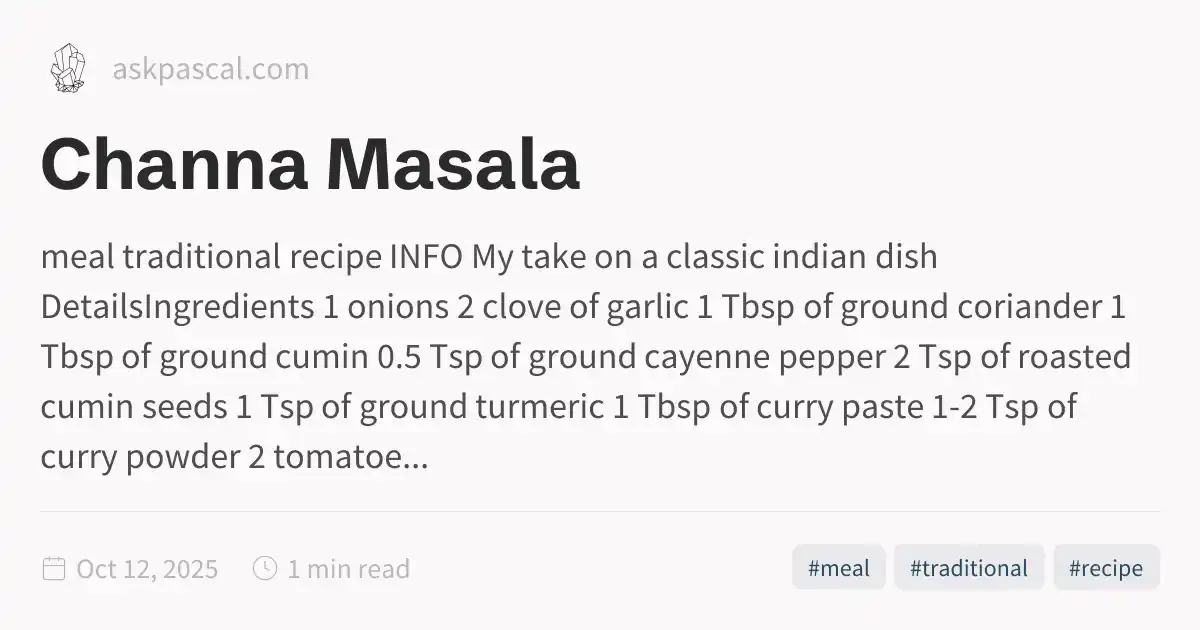 askpascal.com
Channa Masala
meal traditional recipe INFO My take on a classic indian dish
DetailsIngredients 1 onions 2 clove of garlic 1 Tbsp of ground coriander 1
Tbsp of ground cumin 0.5 Tsp of ground cayenne pepper 2 Tsp of roasted
cumin seeds 1 Tsp of ground turmeric 1 Tbsp of curry paste 1-2 Tsp of
curry powder 2 tomatoe...
Oct 12, 2025 1 min read #meal #traditional #recipe